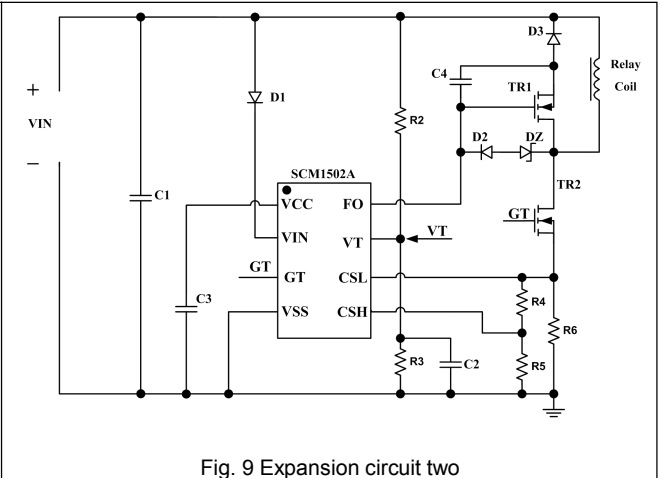 D3
C4
Relay
Coil
TR1
+
VIN
−
D1
R2
D2
DZ
SCM1502A
TR2
C1
VCC
FO
GT
VIN
VT
VT
GT
GT
CSL
C3
VSS
CSH
R4
R6
R3
C2
R5
Fig. 9 Expansion circuit two